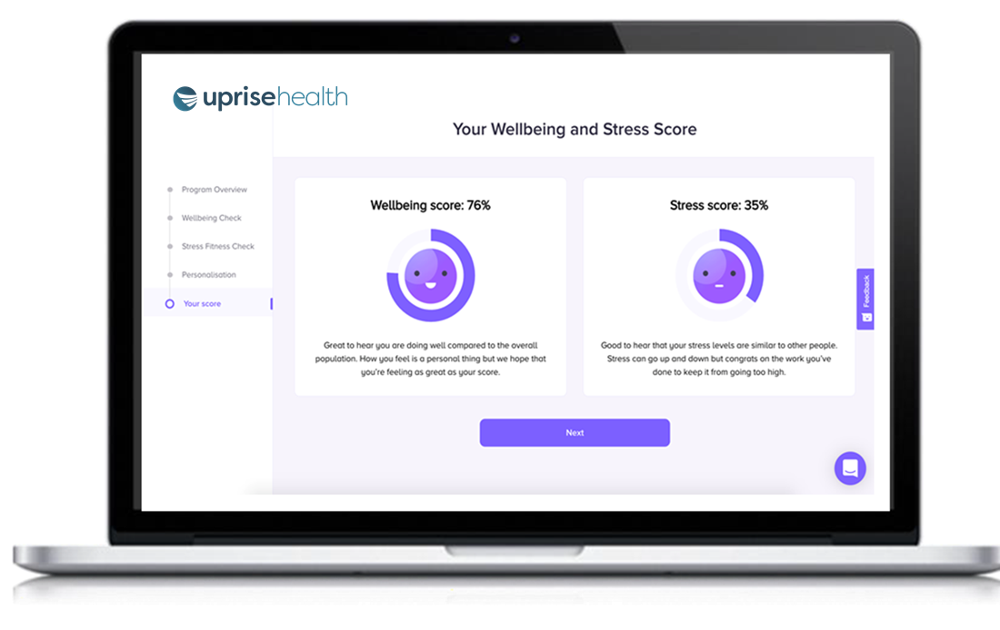 uprisehealth
Your Wellbeing and Stress Score
Program Overview
Wellbeing Check
Stress Fitness Check
Personalisation
Your score
Wellbeing score: 76%
Great to hear you are doing well compared to the overall
population. How you feel is a personal thing but we hope that
you're feeling as great as your score.
Stress score: 35%
Good to hear that your stress levels are similar to other people.
Stress can go up and down but congrats on the work you've
done to keep it from going too high.
Feedback
Next